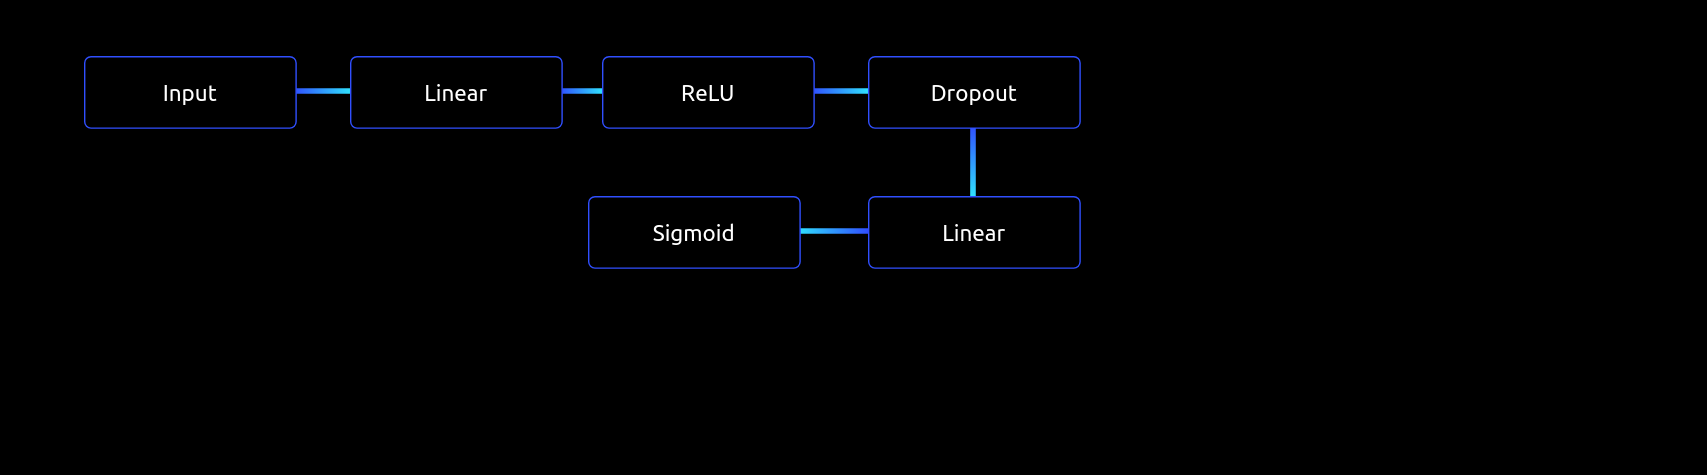 Input
Linear
ReLU
Dropout
Sigmoid
Linear